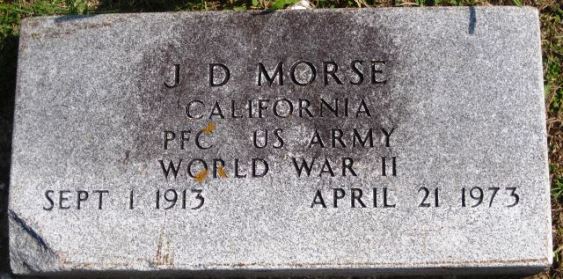 J D MORSE
CALIFORNIA
PFC US ARMY
WORLD WAR II
SEPT 1 1913 APRIL 21 1973